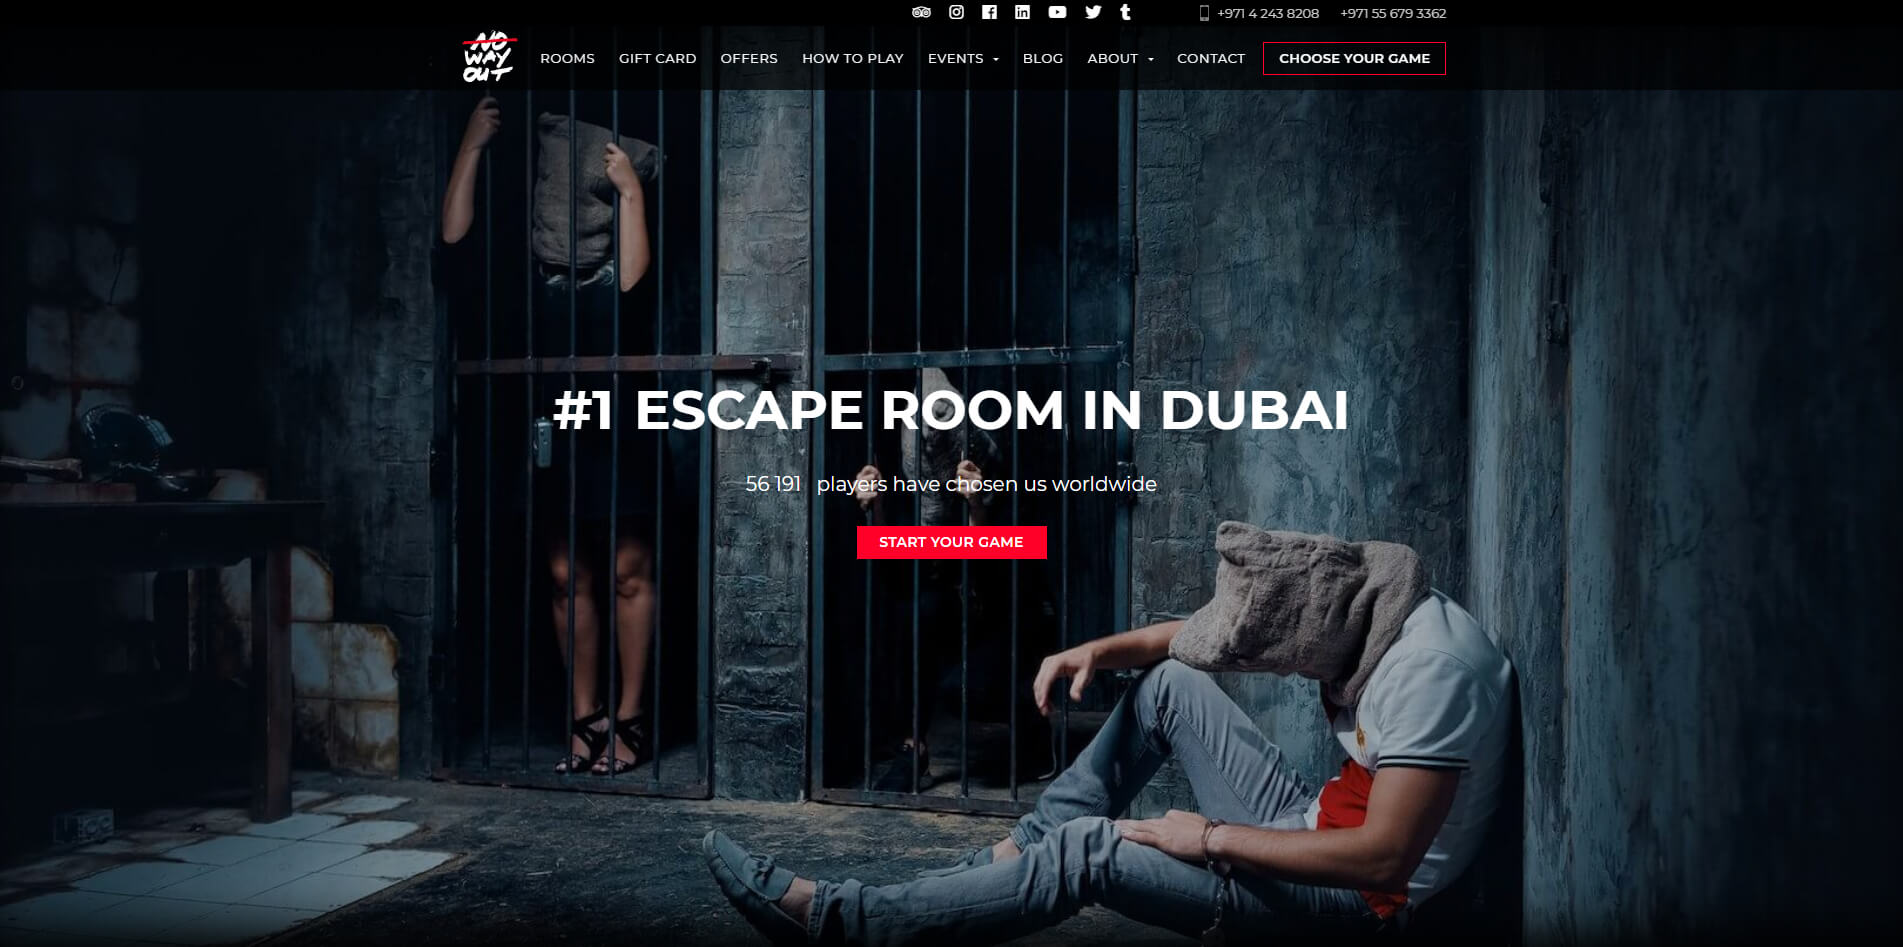 +971 4 243 8208 +971 55 679 3362
NO
WAY
OUT
ROOMS GIFT CARD OFFERS HOW TO PLAY EVENTS BLOG ABOUT CONTACT CHOOSE YOUR GAME
#1 ESCAPE ROOM IN DUBAI
56 191 players have chosen us worldwide
START YOUR GAME